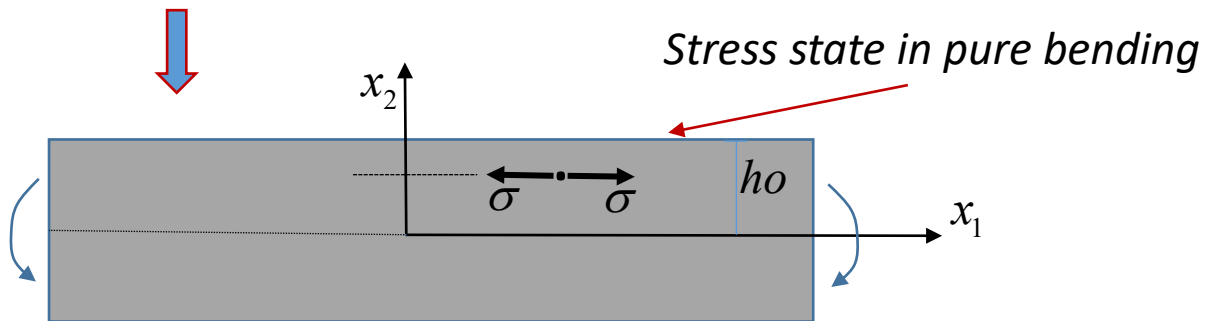 Stress state in pure bending
x₂
σ σ
ho
x₁